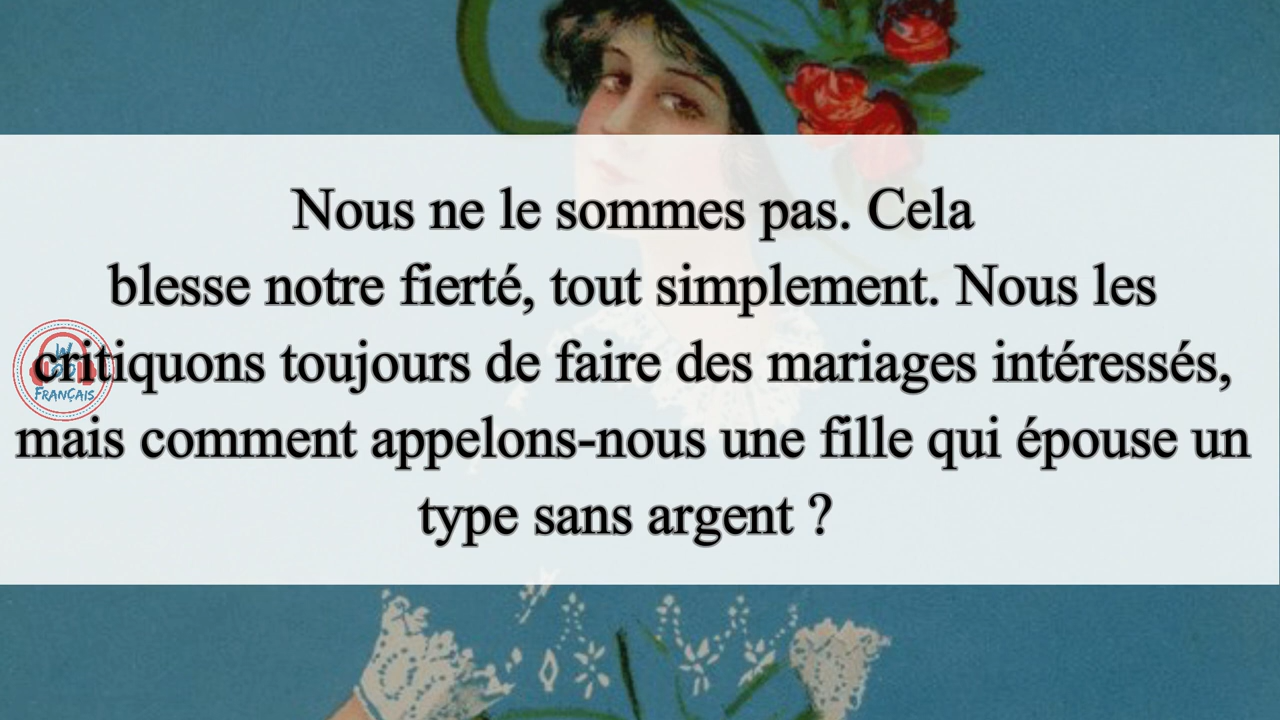 Nous ne le sommes pas. Cela
blesse notre fierté, tout simplement. Nous les
critiquons toujours de faire des mariages intéressés,
mais comment appelons-nous une fille qui épouse un
type sans argent ?
FRANÇAIS